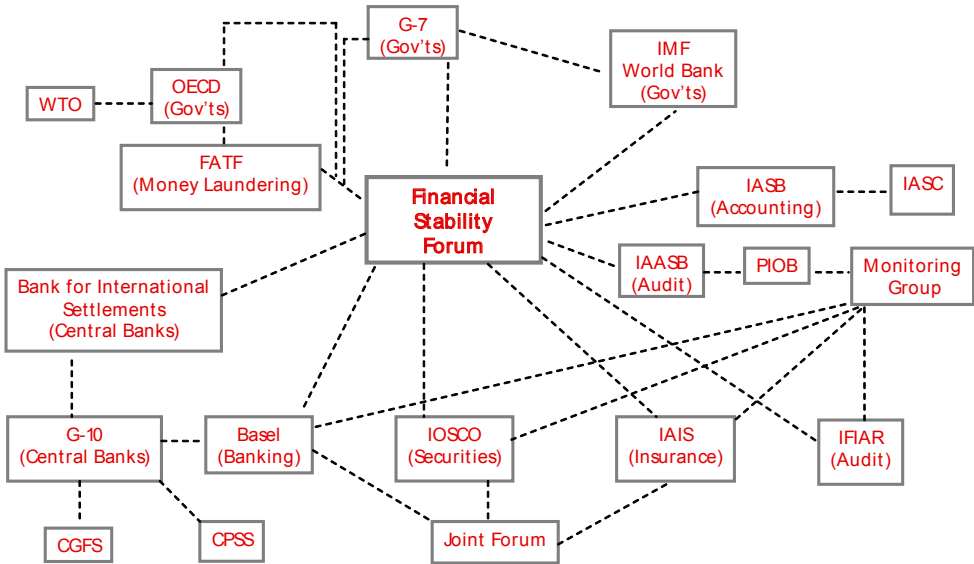 G-7
(Gov'ts)
IMF
World Bank
(Gov'ts)
OECD
(Gov'ts)
WTO
FATF
(Money Laundering)
Financial
Stability
Forum
IASB
(Accounting)
IASC
IAASB
(Audit)
PIOB
Monitoring
Group
Bank for International
Settlements
(Central Banks)
G-10
(Central Banks)
Basel
(Banking)
IOSCO
(Securities)
IAIS
(Insurance)
IFIAR
(Audit)
CGFS
CPSS
Joint Forum